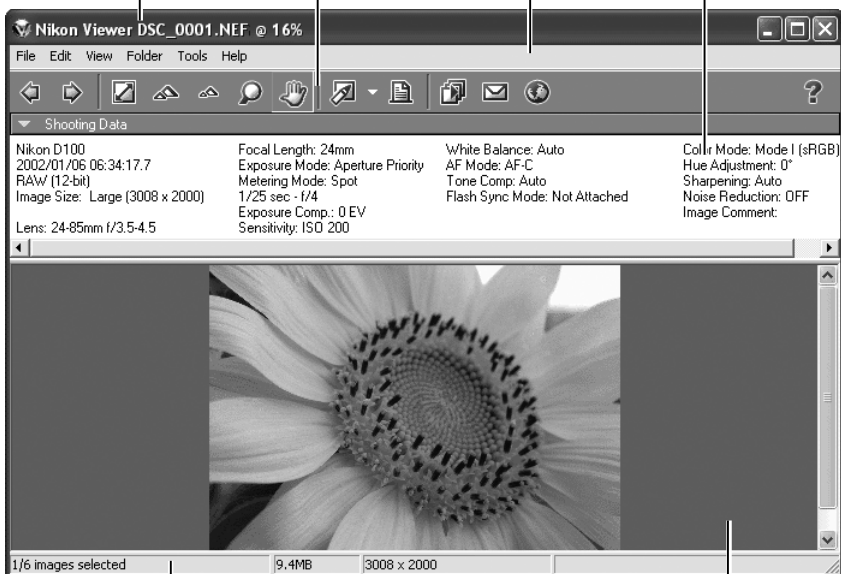 Nikon Viewer DSC_0001.NEF @ 16%
File Edit View Folder Tools Help
?
Shooting Data
Nikon D100
2002/01/06 06:34:17.7
RAW (12-bit)
Image Size: Large (3008 x 2000)
Lens: 24-85mm f/3.5-4.5
Focal Length: 24mm
Exposure Mode: Aperture Priority
Metering Mode: Spot
1/25 sec - f/4
Exposure Comp.: 0 EV
Sensitivity: ISO 200
White Balance: Auto
AF Mode: AF-C
Tone Comp: Auto
Flash Sync Mode: Not Attached
Color Mode: Mode I (sRGB)
Hue Adjustment: 0°
Sharpening: Auto
Noise Reduction: OFF
Image Comment:
1/6 images selected 9.4MB 3008 x 2000